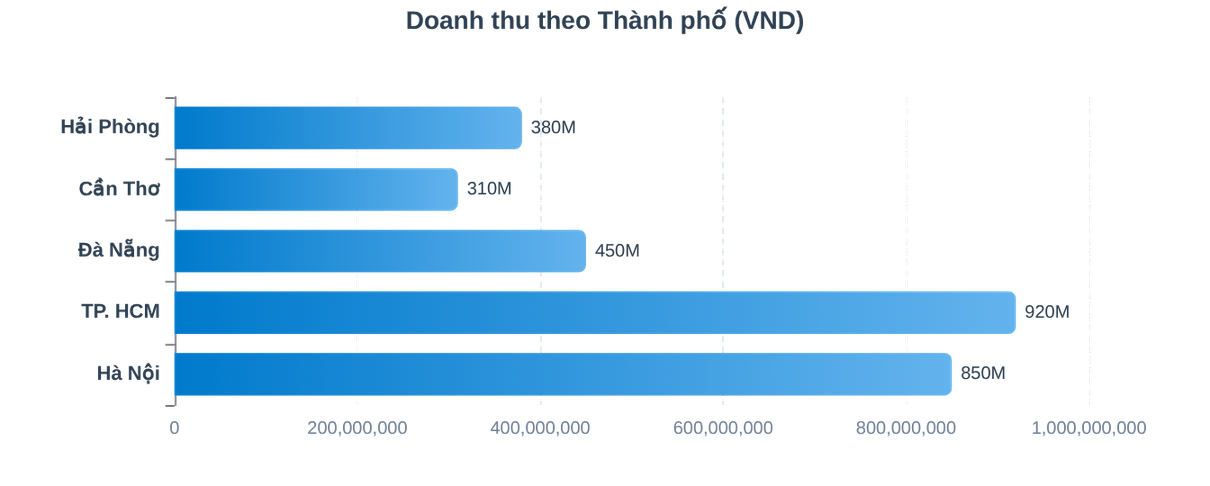 Doanh thu theo Thành phố (VND)
Hải Phòng 380M
Cần Thơ 310M
Đà Nẵng 450M
TP. HCM 920M
Hà Nội 850M
0 200,000,000 400,000,000 600,000,000 800,000,000 1,000,000,000